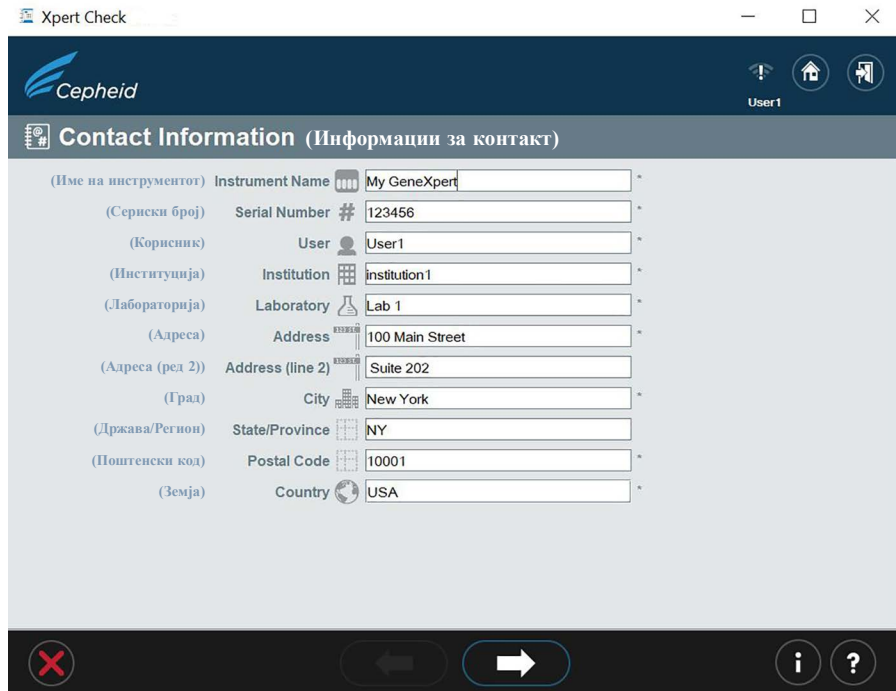 Xpert Check
Cepheid
User1
Contact Information (Информации за контакт)
(Име на инструментот) Instrument Name My GeneXpert *
(Сериски број) Serial Number # 123456 *
(Корисник) User User1 *
(Институција) Institution institution1 *
(Лабораторија) Laboratory Lab 1 *
(Адреса) Address 100 Main Street *
(Адреса (ред 2)) Address (line 2) Suite 202
(Град) City New York *
(Држава/Регион) State/Province NY
(Поштенски код) Postal Code 10001 *
(Земја) Country USA *
i ?